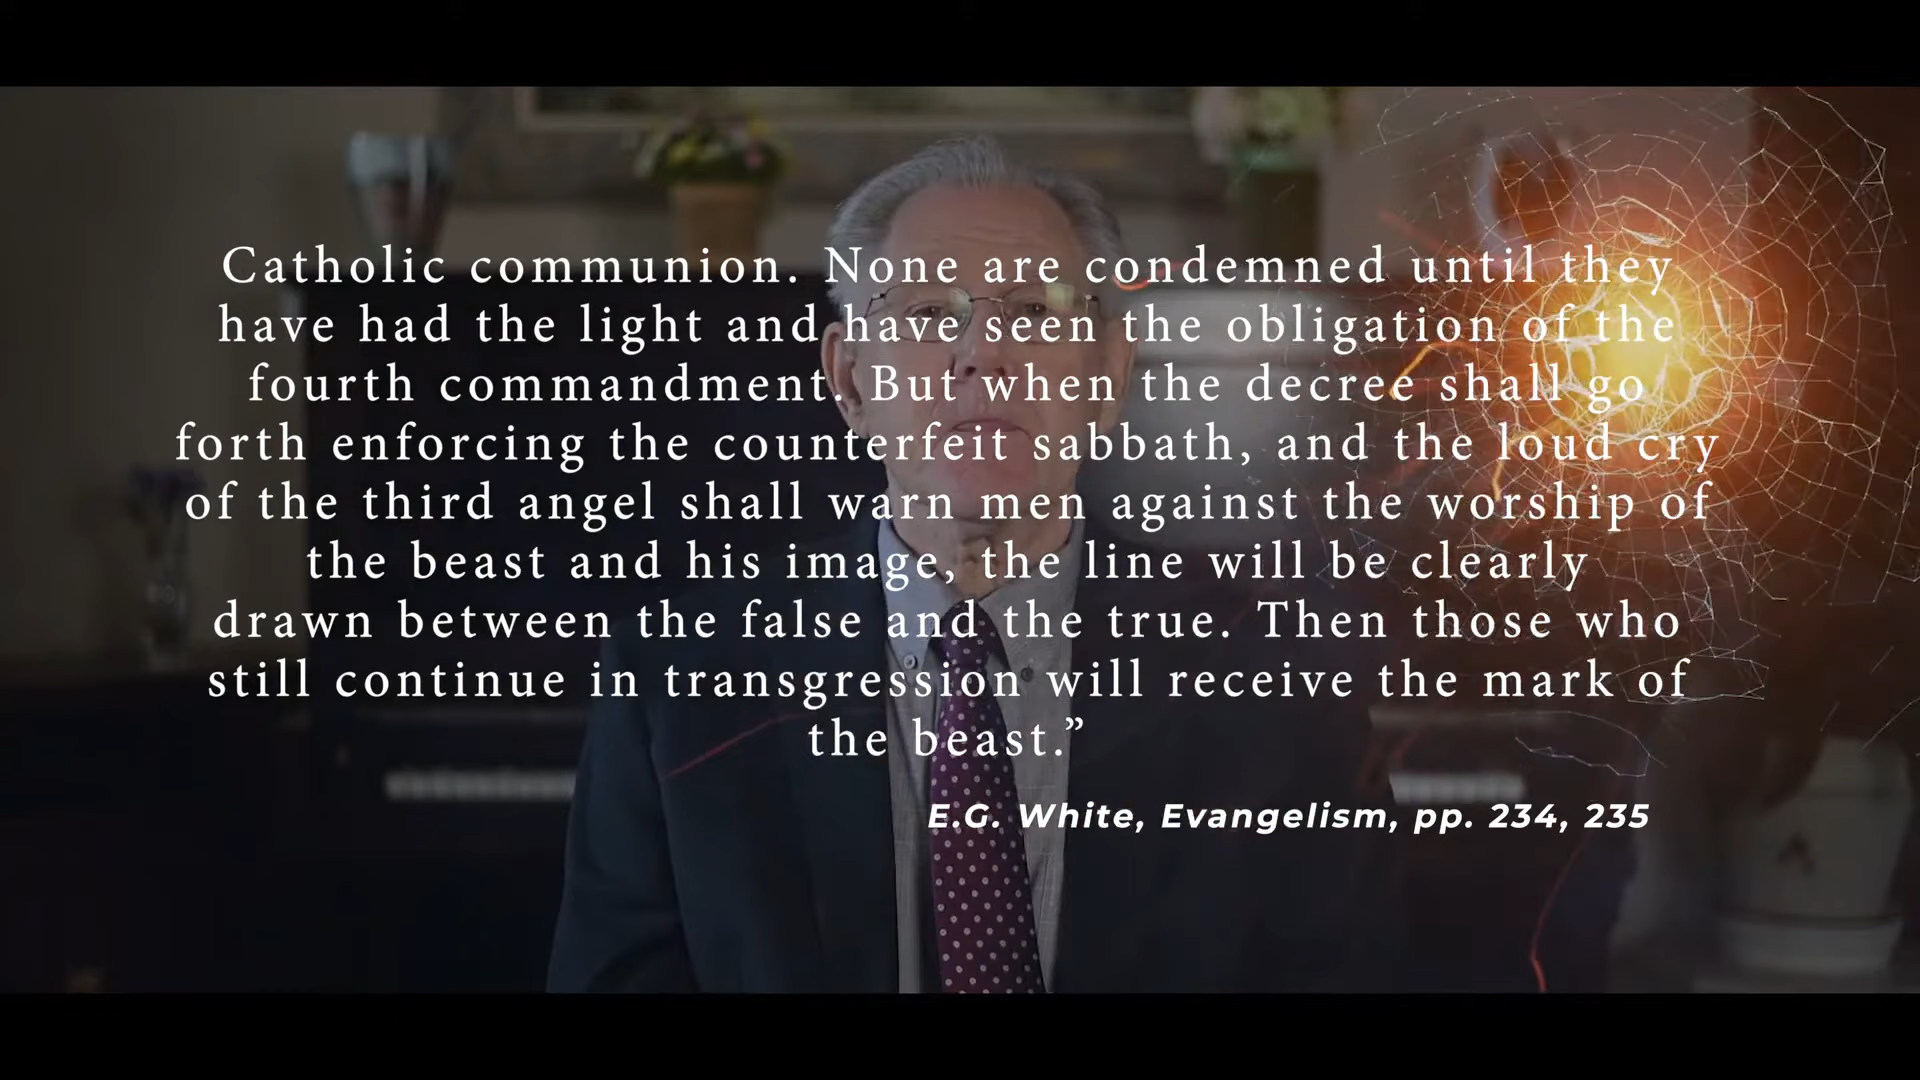 Catholic communion. None are condemned until they
have had the light and have seen the obligation of the
fourth commandment. But when the decree shall go
forth enforcing the counterfeit sabbath, and the loud cry
of the third angel shall warn men against the worship of
the beast and his image, the line will be clearly
drawn between the false and the true. Then those who
still continue in transgression will receive the mark of
the beast.”
E.G. White, Evangelism, pp. 234, 235